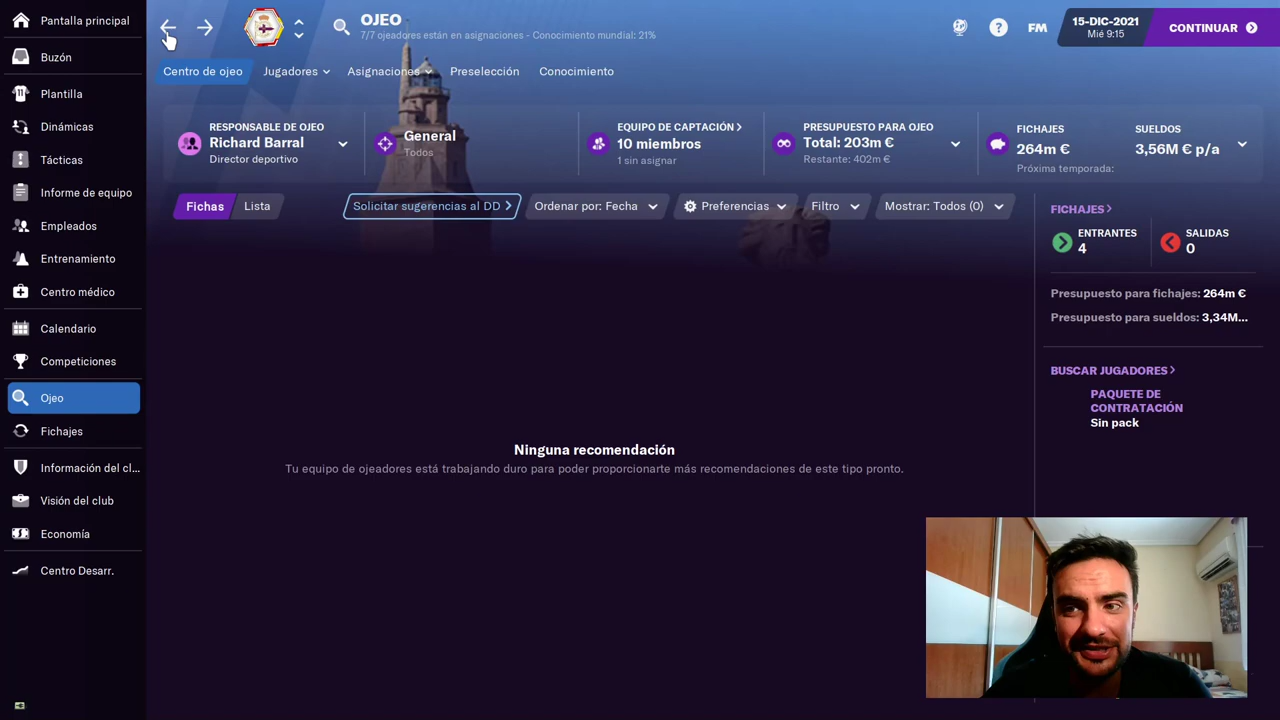 Pantalla principal
Buzón
Plantilla
Dinámicas
Tácticas
Informe de equipo
Empleados
Entrenamiento
Centro médico
Calendario
Competiciones
Ojeo
Fichajes
Información del cl...
Visión del club
Economía
Centro Desarr.
OJEO
7/7 ojeadores están en asignaciones - Conocimiento mundial: 21%
FM
15-DIC-2021
Mié 9:15
CONTINUAR
Centro de ojeo
Jugadores
Asignaciones
Preselección
Conocimiento
RESPONSABLE DE OJEO
Richard Barral
Director deportivo
General
Todos
EQUIPO DE CAPTACIÓN
10 miembros
1 sin asignar
PRESUPUESTO PARA OJEO
Total: 203m €
Restante: 402m €
FICHAJES
264m €
SUELDOS
3,56M € p/a
Próxima temporada:
Fichas
Lista
Solicitar sugerencias al DD
Ordenar por: Fecha
Preferencias
Filtro
Mostrar: Todos (0)
Ninguna recomendación
Tu equipo de ojeadores está trabajando duro para poder proporcionarte más recomendaciones de este tipo pronto.
FICHAJES
ENTRANTES
4
SALIDAS
0
Presupuesto para fichajes: 264m €
Presupuesto para sueldos: 3,34M...
BUSCAR JUGADORES
PAQUETE DE
CONTRATACIÓN
Sin pack